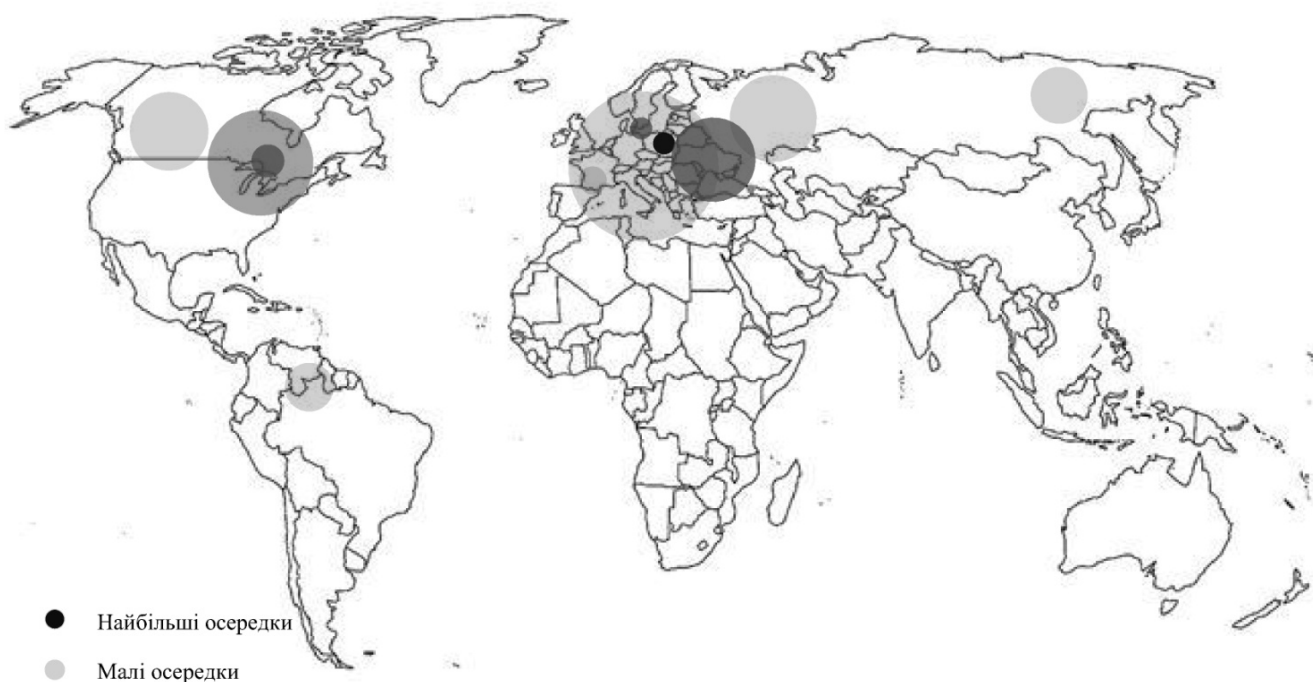 Найбільші осередки
Малі осередки